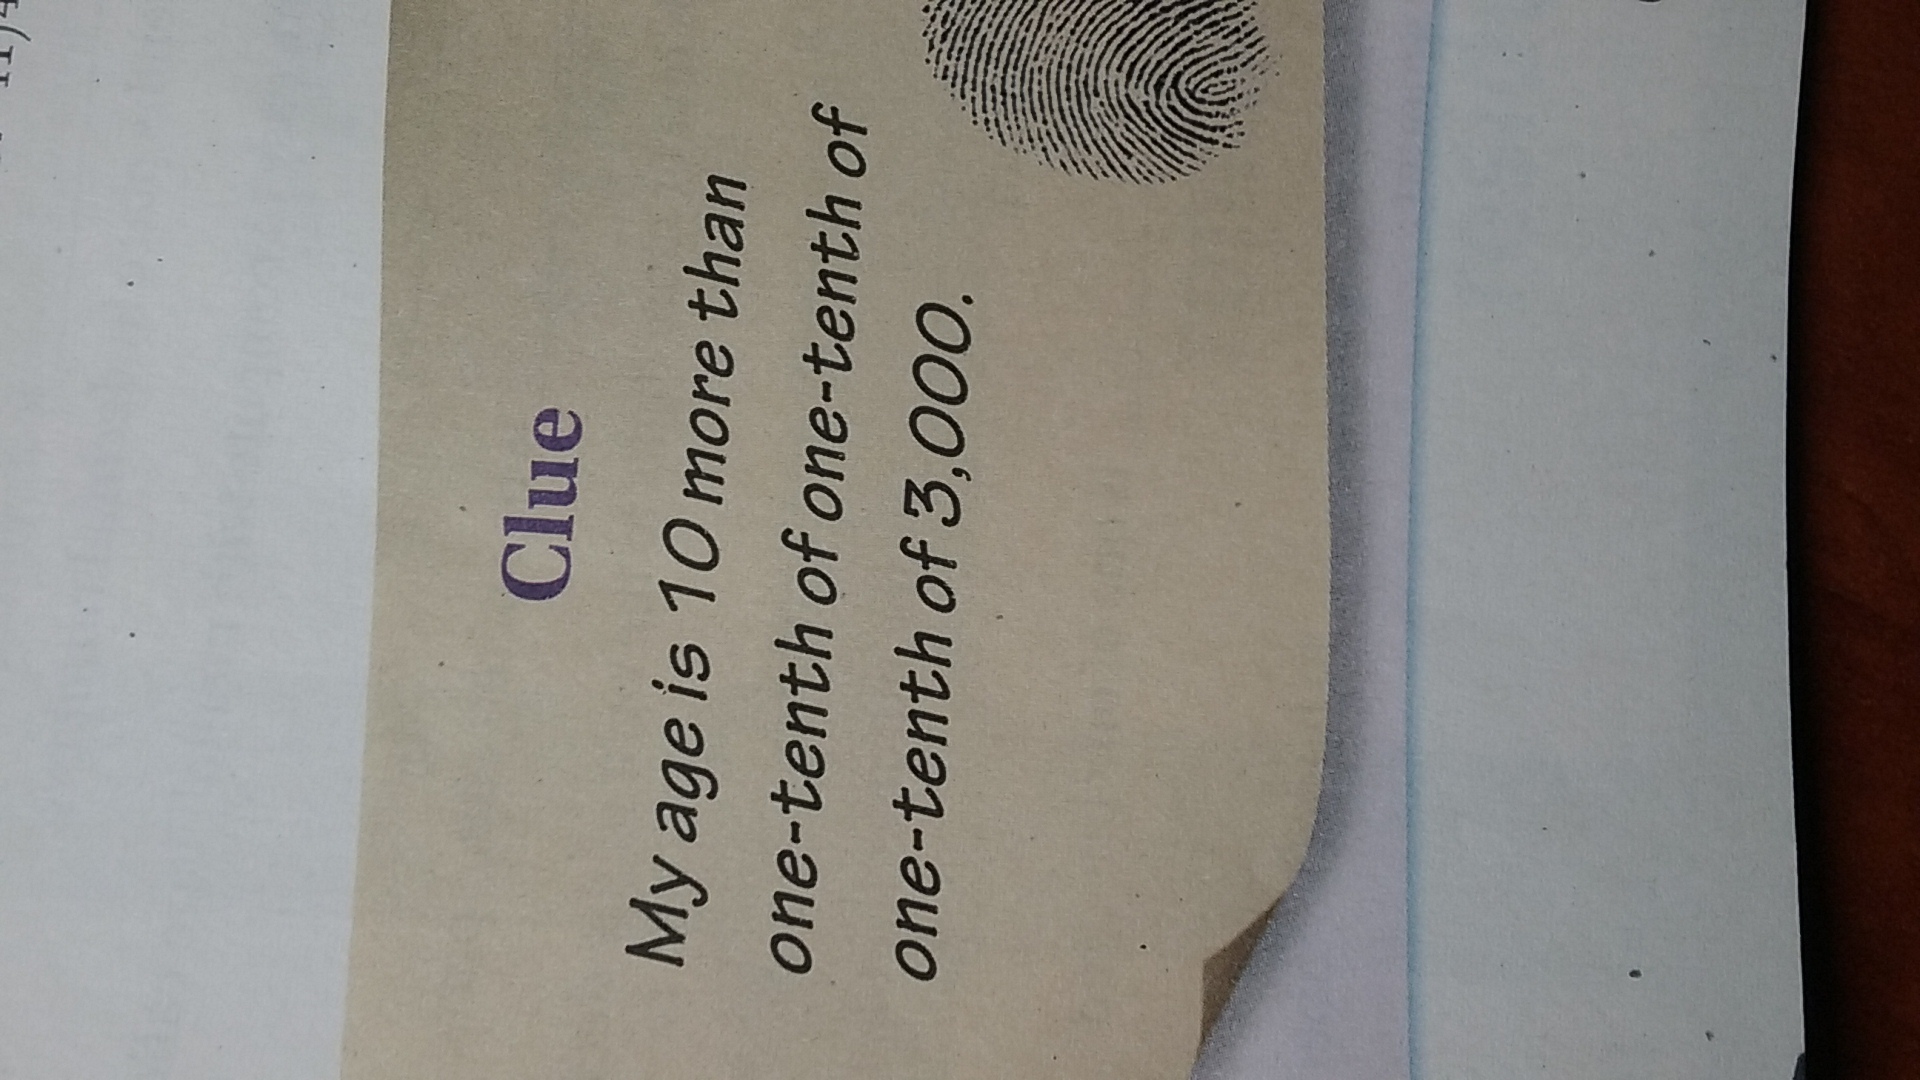 Clue
My age is 10 more than
one-tenth of one-tenth of
one-tenth of 3,000.